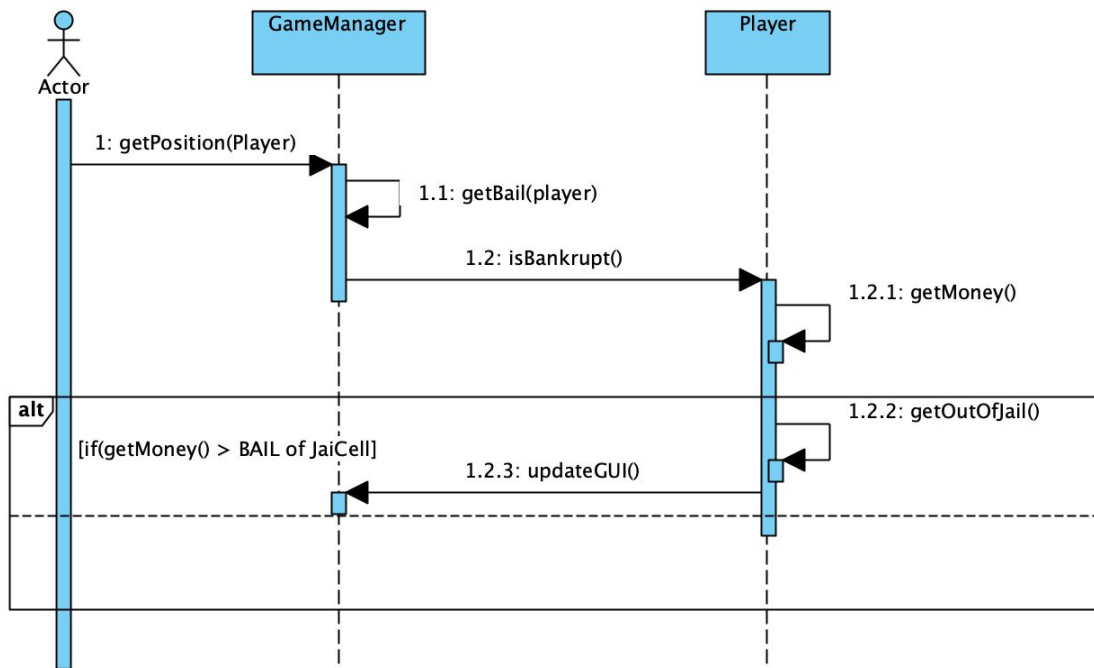 GameManager
Player
Actor
1: getPosition(Player)
1.1: getBail(player)
1.2: isBankrupt()
1.2.1: getMoney()
alt
1.2.2: getOutOfJail()
[if(getMoney() > BAIL of JaiCell]
1.2.3: updateGUI()